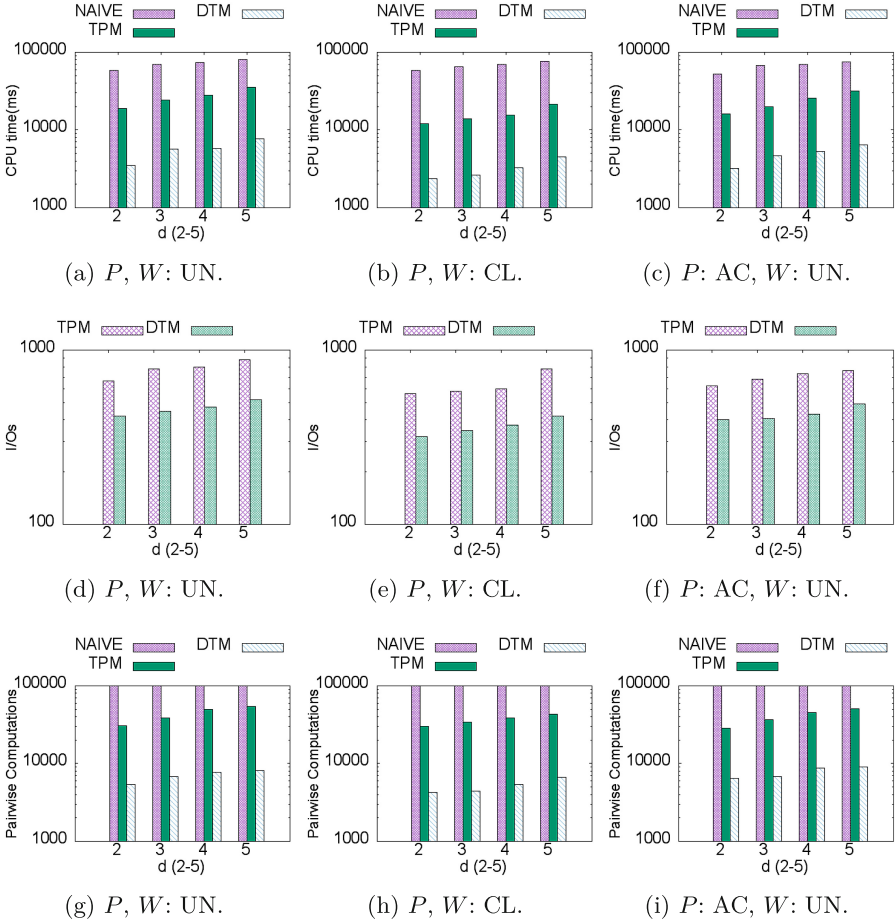 NAIVE DTM
TPM
100000
10000
1000
CPU time(ms)
2 3 4 5
d (2-5)
(a) P, W: UN.
NAIVE DTM
TPM
100000
10000
1000
CPU time(ms)
2 3 4 5
d (2-5)
(b) P, W: CL.
NAIVE DTM
TPM
100000
10000
1000
CPU time(ms)
2 3 4 5
d (2-5)
(c) P: AC, W: UN.
TPM DTM
1000
100
I/Os
2 3 4 5
d (2-5)
(d) P, W: UN.
TPM DTM
1000
100
I/Os
2 3 4 5
d (2-5)
(e) P, W: CL.
TPM DTM
1000
100
I/Os
2 3 4 5
d (2-5)
(f) P: AC, W: UN.
NAIVE DTM
TPM
100000
10000
1000
Pairwise Computations
2 3 4 5
d (2-5)
(g) P, W: UN.
NAIVE DTM
TPM
100000
10000
1000
Pairwise Computations
2 3 4 5
d (2-5)
(h) P, W: CL.
NAIVE DTM
TPM
100000
10000
1000
Pairwise Computations
2 3 4 5
d (2-5)
(i) P: AC, W: UN.